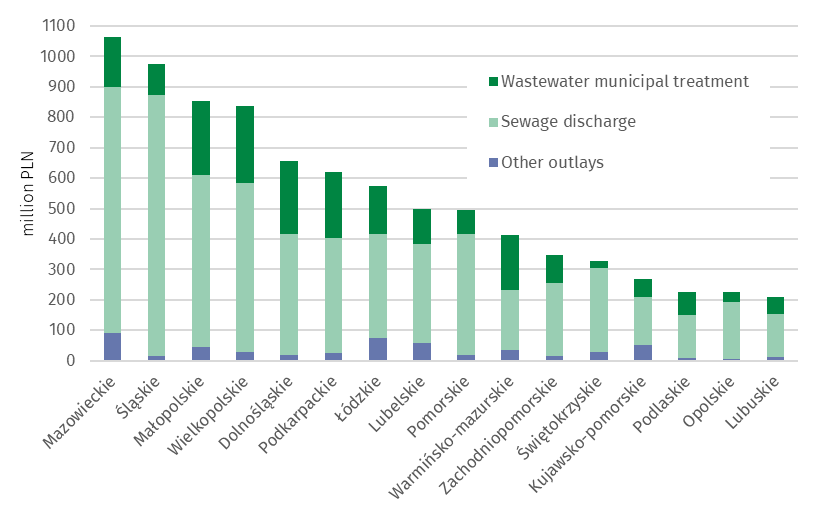 1100
1000
900
800
700
600
500
400
300
200
100
0
million PLN
Wastewater municipal treatment
Sewage discharge
Other outlays
Mazowieckie
Śląskie
Małopolskie
Wielkopolskie
Dolnośląskie
Podkarpackie
Łódzkie
Lubelskie
Pomorskie
Warmińsko-mazurskie
Zachodniopomorskie
Świętokrzyskie
Kujawsko-pomorskie
Podlaskie
Opolskie
Lubuskie